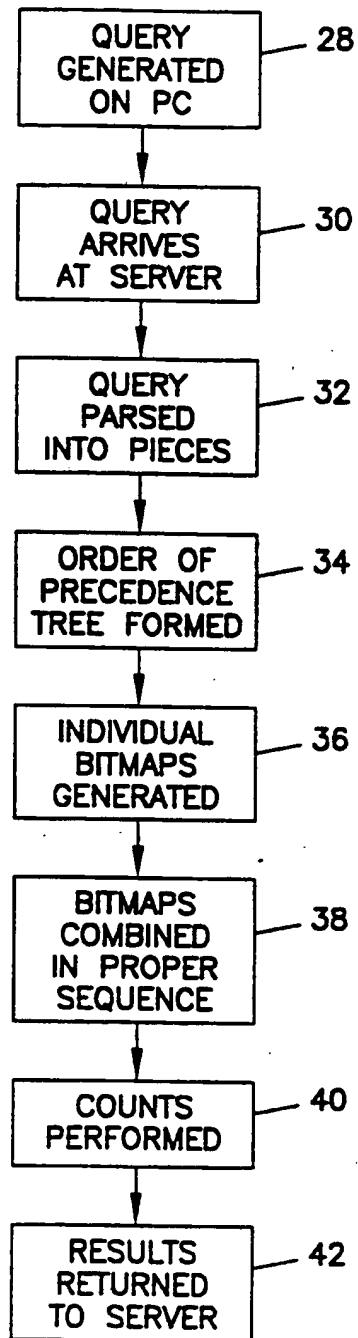 QUERY
GENERATED
ON PC
28
QUERY
ARRIVES
AT SERVER
30
QUERY
PARSED
INTO PIECES
32
ORDER OF
PRECEDENCE
TREE FORMED
34
INDIVIDUAL
BITMAPS
GENERATED
36
BITMAPS
COMBINED
IN PROPER
SEQUENCE
38
COUNTS
PERFORMED
40
RESULTS
RETURNED
TO SERVER
42